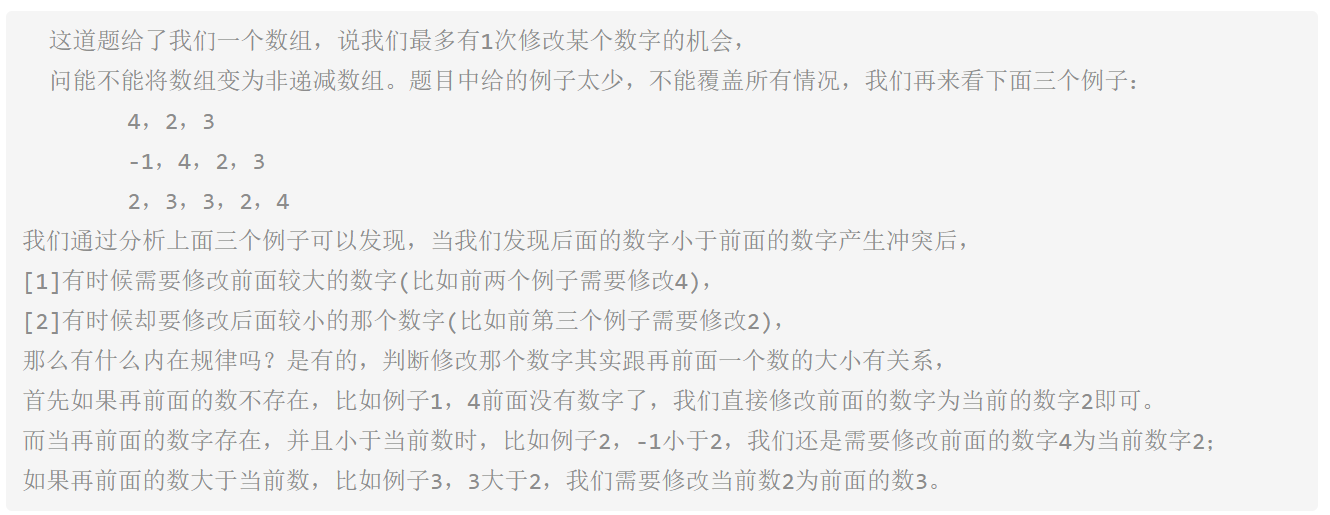 这道题给了我们一个数组，说我们最多有1次修改某个数字的机会，
问能不能将数组变为非递减数组。题目中给的例子太少，不能覆盖所有情况，我们再来看下面三个例子：
4，2，3
-1，4，2，3
2，3，3，2，4
我们通过分析上面三个例子可以发现，当我们发现后面的数字小于前面的数字产生冲突后，
[1]有时候需要修改前面较大的数字(比如前两个例子需要修改4)，
[2]有时候却要修改后面较小的那个数字(比如前第三个例子需要修改2)，
那么有什么内在规律吗？是有的，判断修改那个数字其实跟再前面一个数的大小有关系，
首先如果再前面的数不存在，比如例子1，4前面没有数字了，我们直接修改前面的数字为当前的数字2即可。
而当再前面的数字存在，并且小于当前数时，比如例子2，-1小于2，我们还是需要修改前面的数字4为当前数字2；
如果再前面的数大于当前数，比如例子3，3大于2，我们需要修改当前数2为前面的数3。